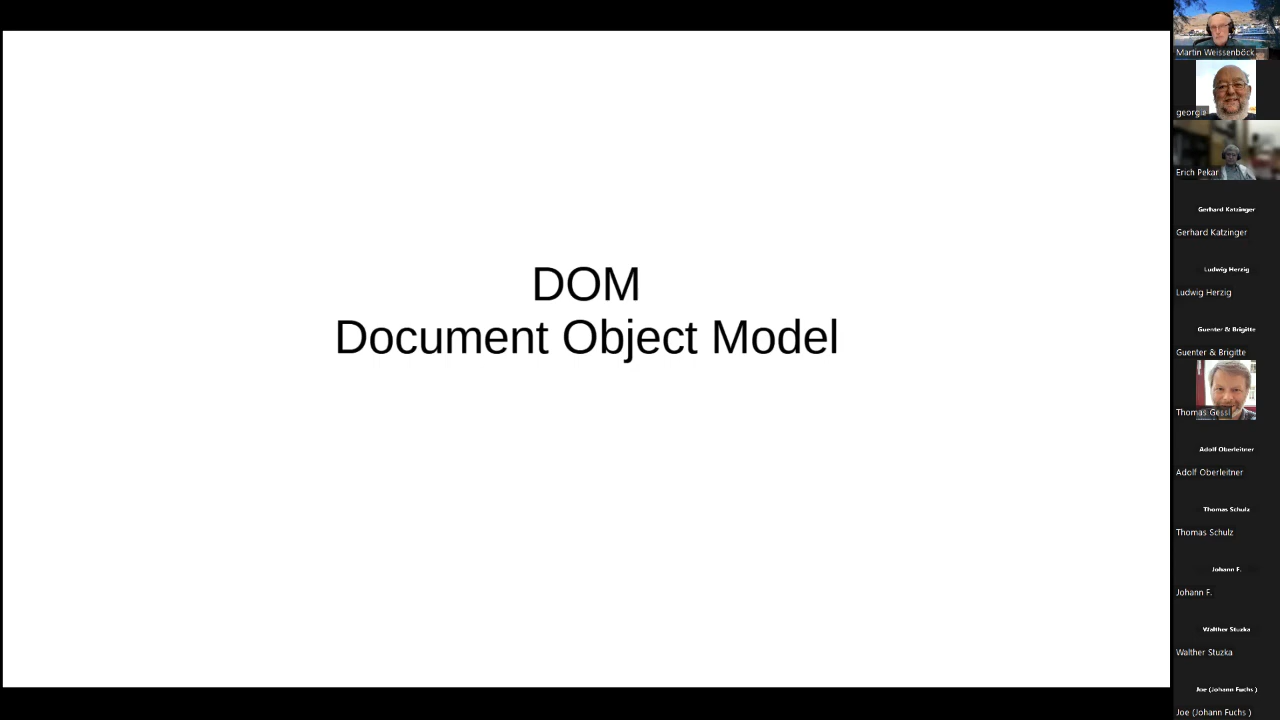 DOM
Document Object Model
Martin Weissenböck
georgie
Erich Pekar
Gerhard Katzinger
Gerhard Katzinger
Ludwig Herzig
Ludwig Herzig
Guenter & Brigitte
Guenter & Brigitte
Thomas Gessl
Adolf Oberleitner
Adolf Oberleitner
Thomas Schulz
Thomas Schulz
Johann F.
Johann F.
Walther Stuzka
Walther Stuzka
Joe (Johann Fuchs )
Joe (Johann Fuchs )